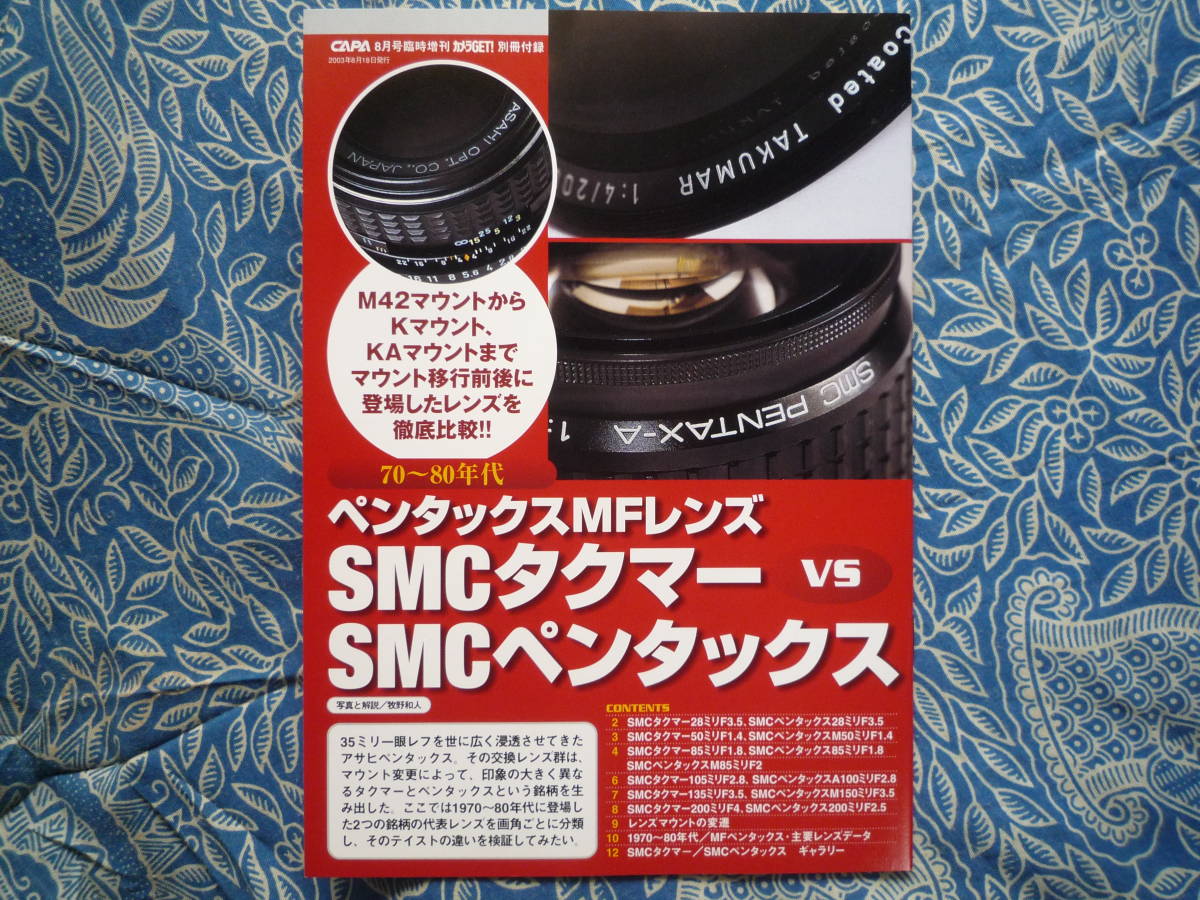 CAPA 8月号臨時増刊 カメラGET! 別冊付録
2003年8月18日発行
ASAHI OPT. CO., JAPAN
Coated TAKUMAR
1:4/20
M42マウントから
Kマウント、
KAマウントまで
マウント移行前後に
登場したレンズを
徹底比較!!
SMC PENTAX-A 1:
70〜80年代
ペンタックスMFレンズ
SMCタクマー VS
SMCペンタックス
写真と解説/牧野和人
35ミリ一眼レフを世に広く浸透させてきた
アサヒペンタックス。その交換レンズ群は、
マウント変更によって、印象の大きく異な
るタクマーとペンタックスという銘柄を生
み出した。ここでは1970〜80年代に登場し
た2つの銘柄の代表レンズを画角ごとに分類
し、そのテイストの違いを検証してみたい。
CONTENTS
2 SMCタクマー28ミリF3.5、SMCペンタックス28ミリF3.5
3 SMCタクマー50ミリF1.4、SMCペンタックスM50ミリF1.4
4 SMCタクマー85ミリF1.8、SMCペンタックス85ミリF1.8
SMCペンタックスM85ミリF2
6 SMCタクマー105ミリF2.8、SMCペンタックスA100ミリF2.8
7 SMCタクマー135ミリF3.5、SMCペンタックスM150ミリF3.5
8 SMCタクマー200ミリF4、SMCペンタックス200ミリF2.5
9 レンズマウントの変遷
10 1970〜80年代/MFペンタックス・主要レンズデータ
12 SMCタクマー/SMCペンタックス ギャラリー